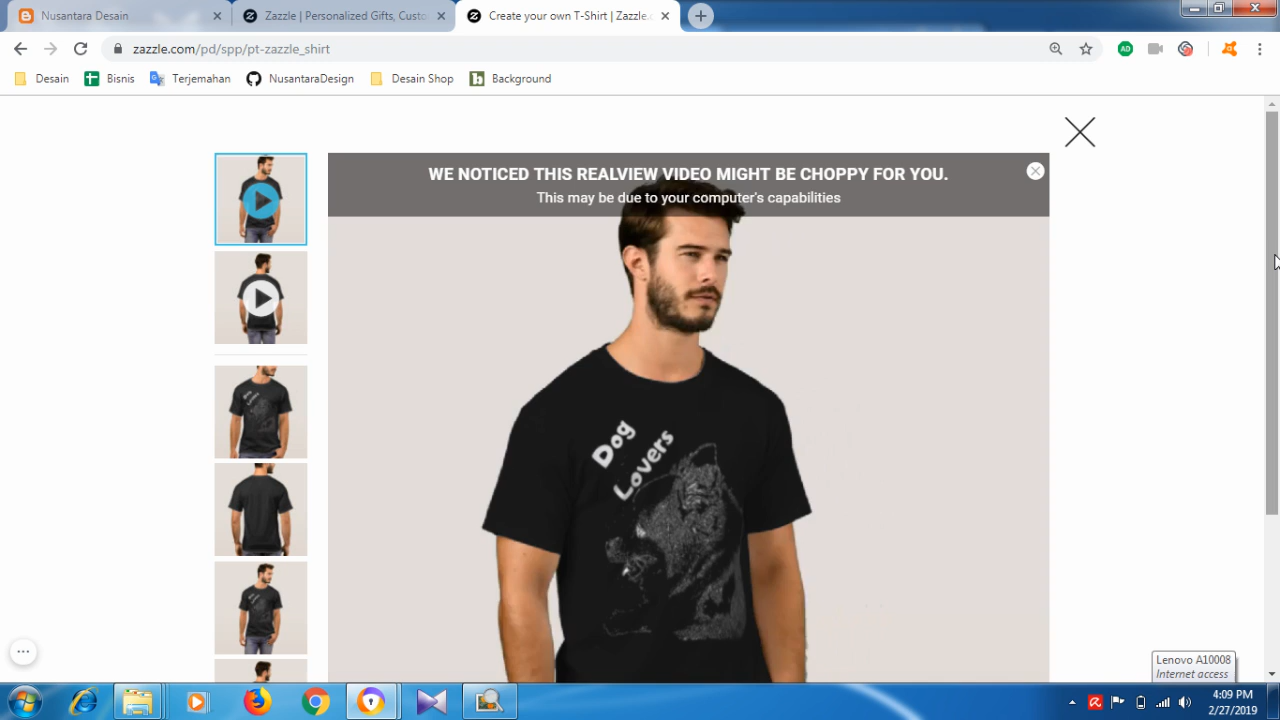 Nusantara Desain
Zazzle | Personalized Gifts, Custo
Create your own T-Shirt | Zazzle.c
zazzle.com/pd/spp/pt-zazzle_shirt
AD
Desain
Bisnis
Terjemahan
NusantaraDesign
Desain Shop
Background
WE NOTICED THIS REALVIEW VIDEO MIGHT BE CHOPPY FOR YOU.
This may be due to your computer's capabilities
Dog
Lovers
Lenovo A10008
Internet access
4:09 PM
2/27/2019